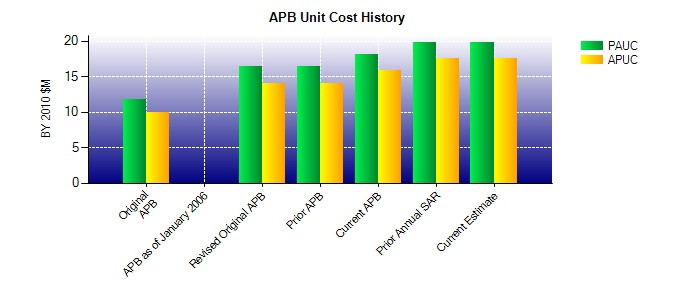 APB Unit Cost History
BY 2010 $M
20
15
10
5
0
Original
APB
APB as of January 2006
Revised Original APB
Prior APB
Current APB
Prior Annual SAR
Current Estimate
PAUC
APUC